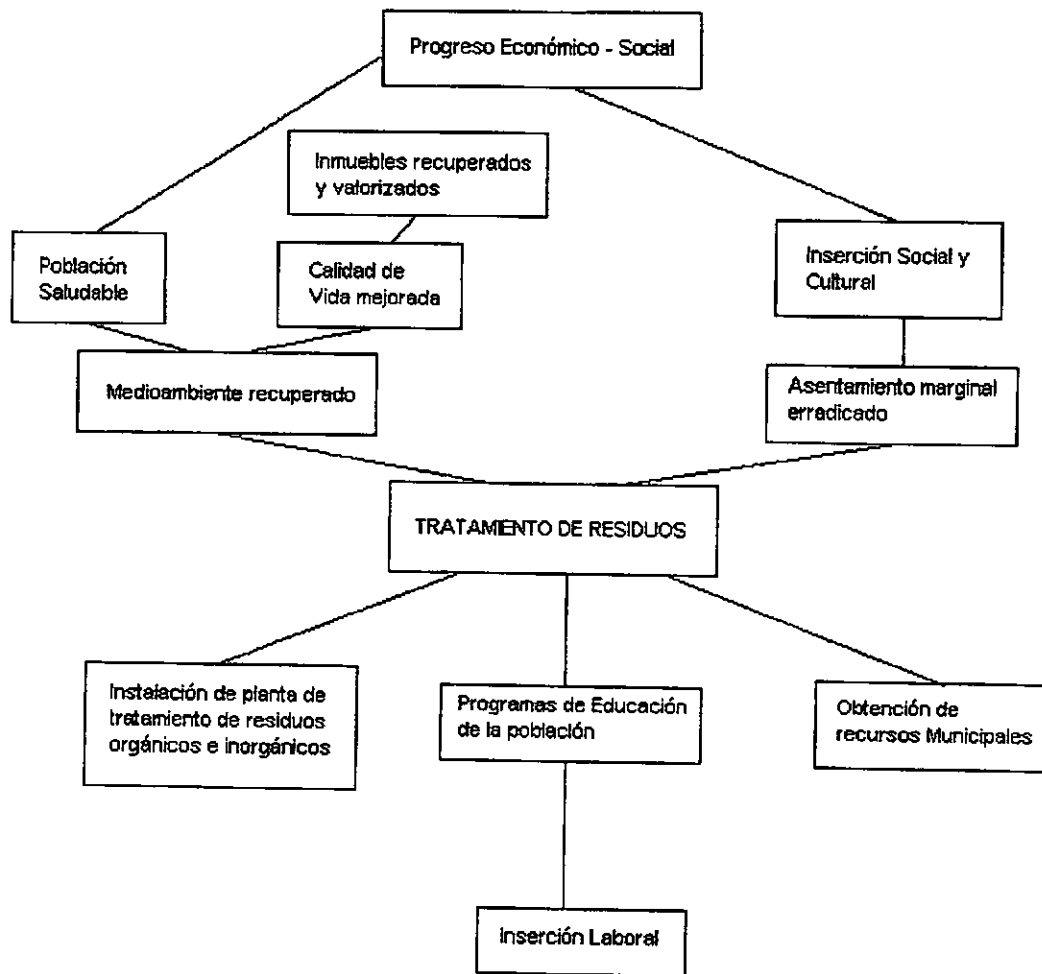 Progreso Económico - Social
Inmuebles recuperados
y valorizados
Población
Saludable
Calidad de
Vida mejorada
Inserción Social y
Cultural
Medioambiente recuperado
Asentamiento marginal
erradicado
TRATAMIENTO DE RESIDUOS
Instalación de planta de
tratamiento de residuos
orgánicos e inorgánicos
Programas de Educación
de la población
Obtención de
recursos Municipales
Inserción Laboral